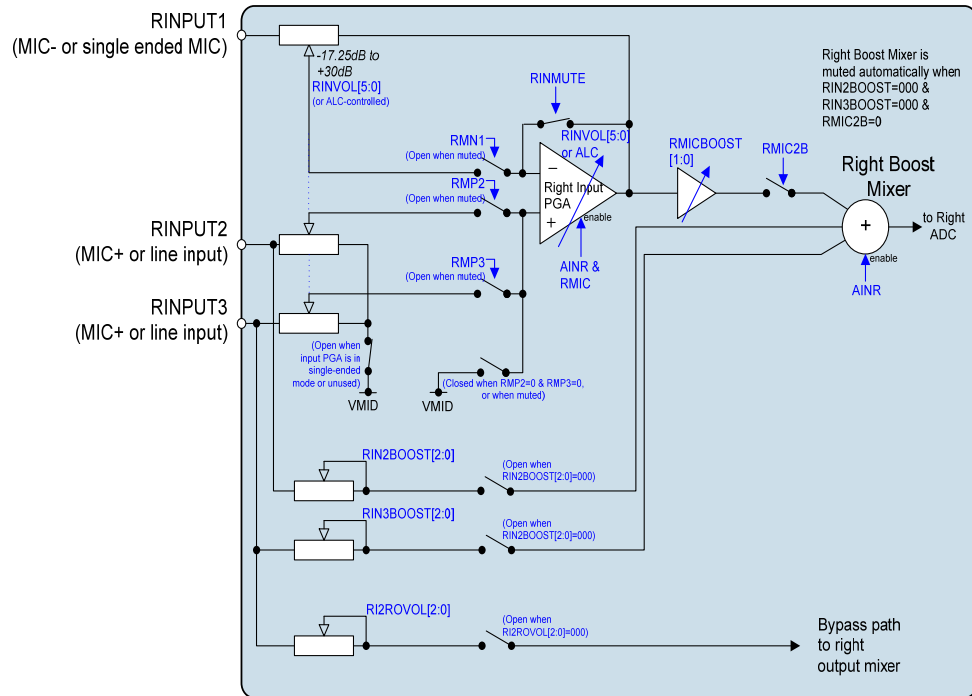 RINPUT1
(MIC- or single ended MIC)
-17.25dB to
+30dB
RINVOL[5:0]
(or ALC-controlled)
Right Boost Mixer is
muted automatically when
RIN2BOOST=000 &
RIN3BOOST=000 &
RMIC2B=0
RINMUTE
RINVOL[5:0]
or ALC
RMN1
(Open when muted)
RMICBOOST
[1:0]
RMIC2B
Right Boost
Mixer
RMP2
(Open when muted)
−
Right Input
PGA
+
enable
RINPUT2
(MIC+ or line input)
+
enable
to Right
ADC
RMP3
(Open when muted)
AINR &
RMIC
AINR
RINPUT3
(MIC+ or line input)
(Open when
input PGA is in
single-ended
mode or unused)
VMID
VMID
(Closed when RMP2=0 & RMP3=0,
or when muted)
RIN2BOOST[2:0]
(Open when
RIN2BOOST[2:0]=000)
RIN3BOOST[2:0]
(Open when
RIN2BOOST[2:0]=000)
RI2ROVOL[2:0]
(Open when
RI2ROVOL[2:0]=000)
Bypass path
to right
output mixer